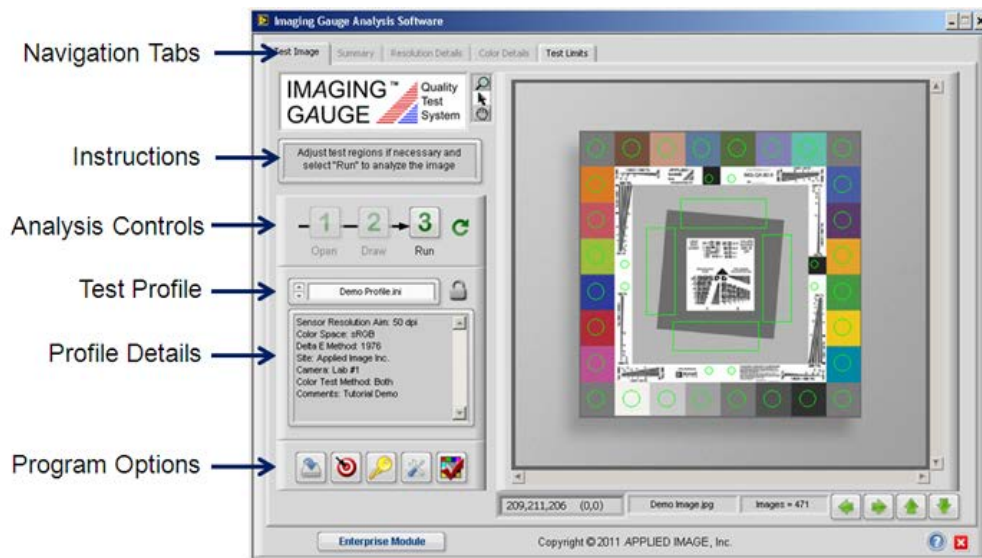 Imaging Gauge Analysis Software
Navigation Tabs
Test Image
Summary
Resolution Details
Color Details
Test Limits
IMAGING™
GAUGE
Quality
Test
System
Instructions
Adjust test regions if necessary and
select "Run" to analyze the image
Analysis Controls
1
2
3
Open
Draw
Run
Test Profile
Demo Profile.ini
Profile Details
Sensor Resolution Aim: 50 dpi
Color Space: sRGB
Delta E Method: 1976
Site: Applied Image Inc.
Camera: Lab #1
Color Test Method: Both
Comments: Tutorial Demo
Program Options
209,211,206 (0,0)
Demo Image.jpg
Images = 471
Enterprise Module
Copyright © 2011 APPLIED IMAGE, Inc.